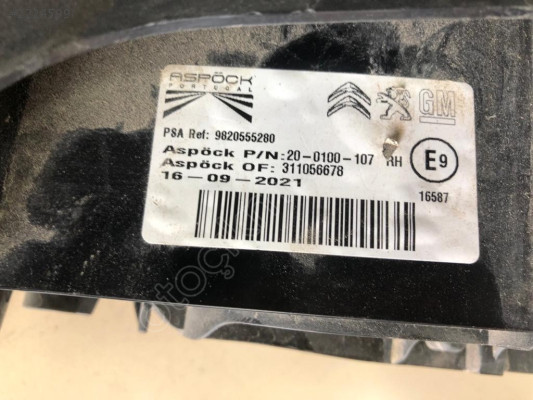 ASPÖCK
PORTUGAL
GM
PSA Ref: 9820555280
Aspöck P/N: 20-0100-107 RH
Aspöck OF: 311056678
16-09-2021
E9
16587